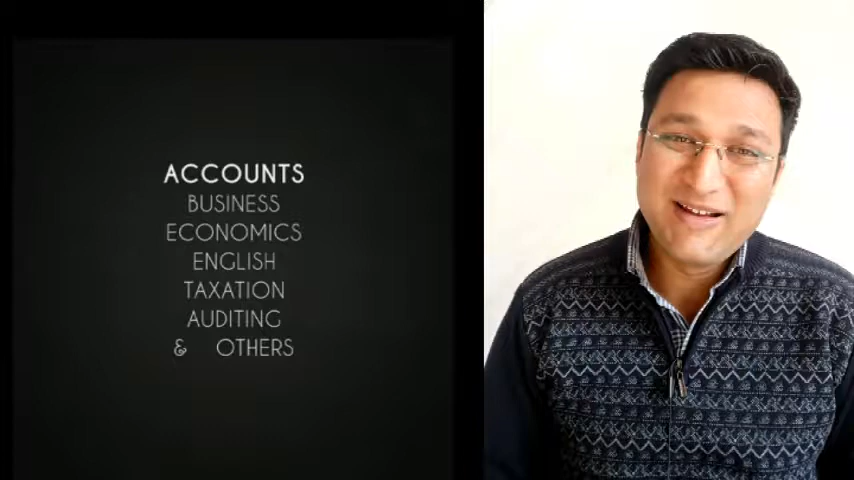 ACCOUNTS
BUSINESS
ECONOMICS
ENGLISH
TAXATION
AUDITING
& OTHERS